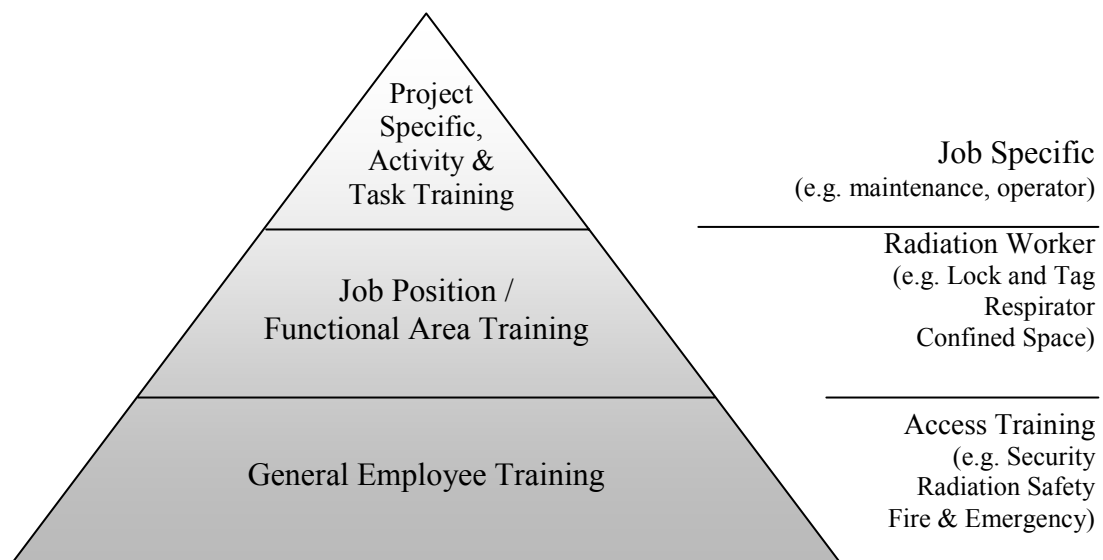 Project
Specific,
Activity &
Task Training
Job Specific
(e.g. maintenance, operator)
Job Position /
Functional Area Training
Radiation Worker
(e.g. Lock and Tag
Respirator
Confined Space)
General Employee Training
Access Training
(e.g. Security
Radiation Safety
Fire & Emergency)